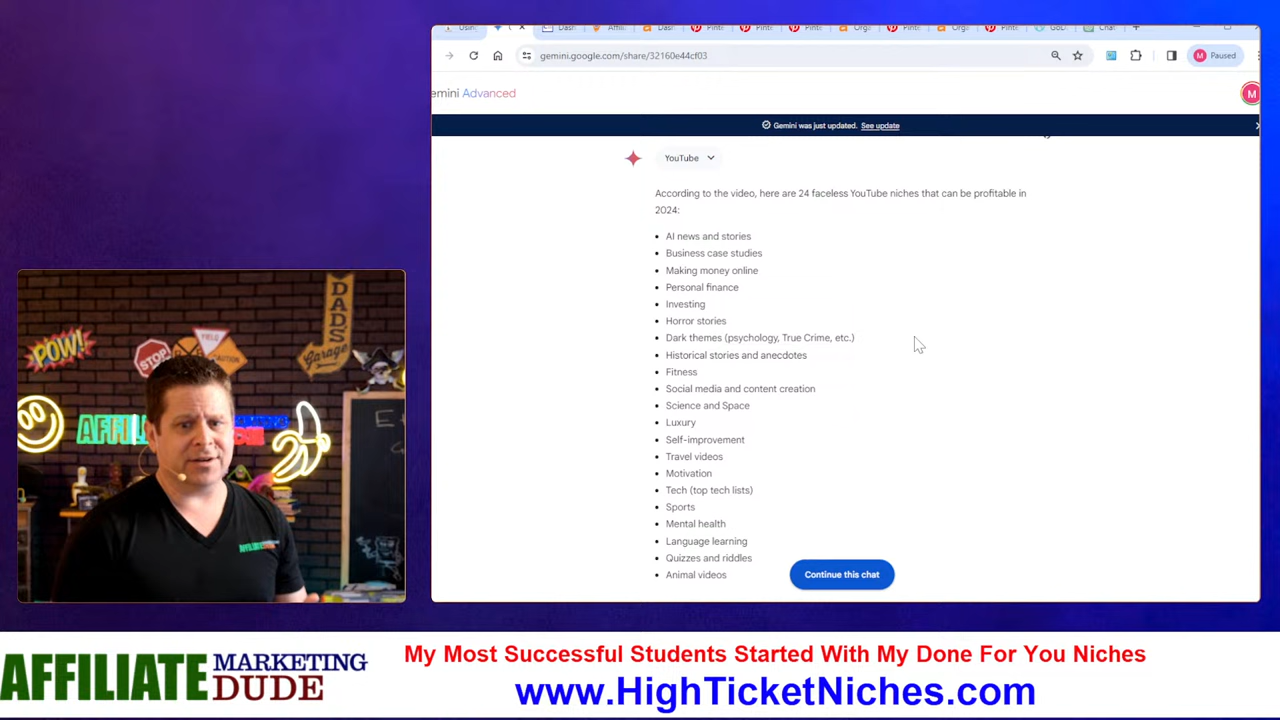 gemini.google.com/share/32160e44cf03
Paused
M
emini Advanced
M
Gemini was just updated. See update
YouTube
According to the video, here are 24 faceless YouTube niches that can be profitable in
2024:
• AI news and stories
• Business case studies
• Making money online
• Personal finance
• Investing
• Horror stories
• Dark themes (psychology, True Crime, etc.)
• Historical stories and anecdotes
• Fitness
• Social media and content creation
• Science and Space
• Luxury
• Self-improvement
• Travel videos
• Motivation
• Tech (top tech lists)
• Sports
• Mental health
• Language learning
• Quizzes and riddles
• Animal videos
Continue this chat
POW!
STOP
YIELD
CAUTION
DADS
Garage
AFFILI
AFFILIATE MARKETING DUDE
My Most Successful Students Started With My Done For You Niches
www.HighTicketNiches.com